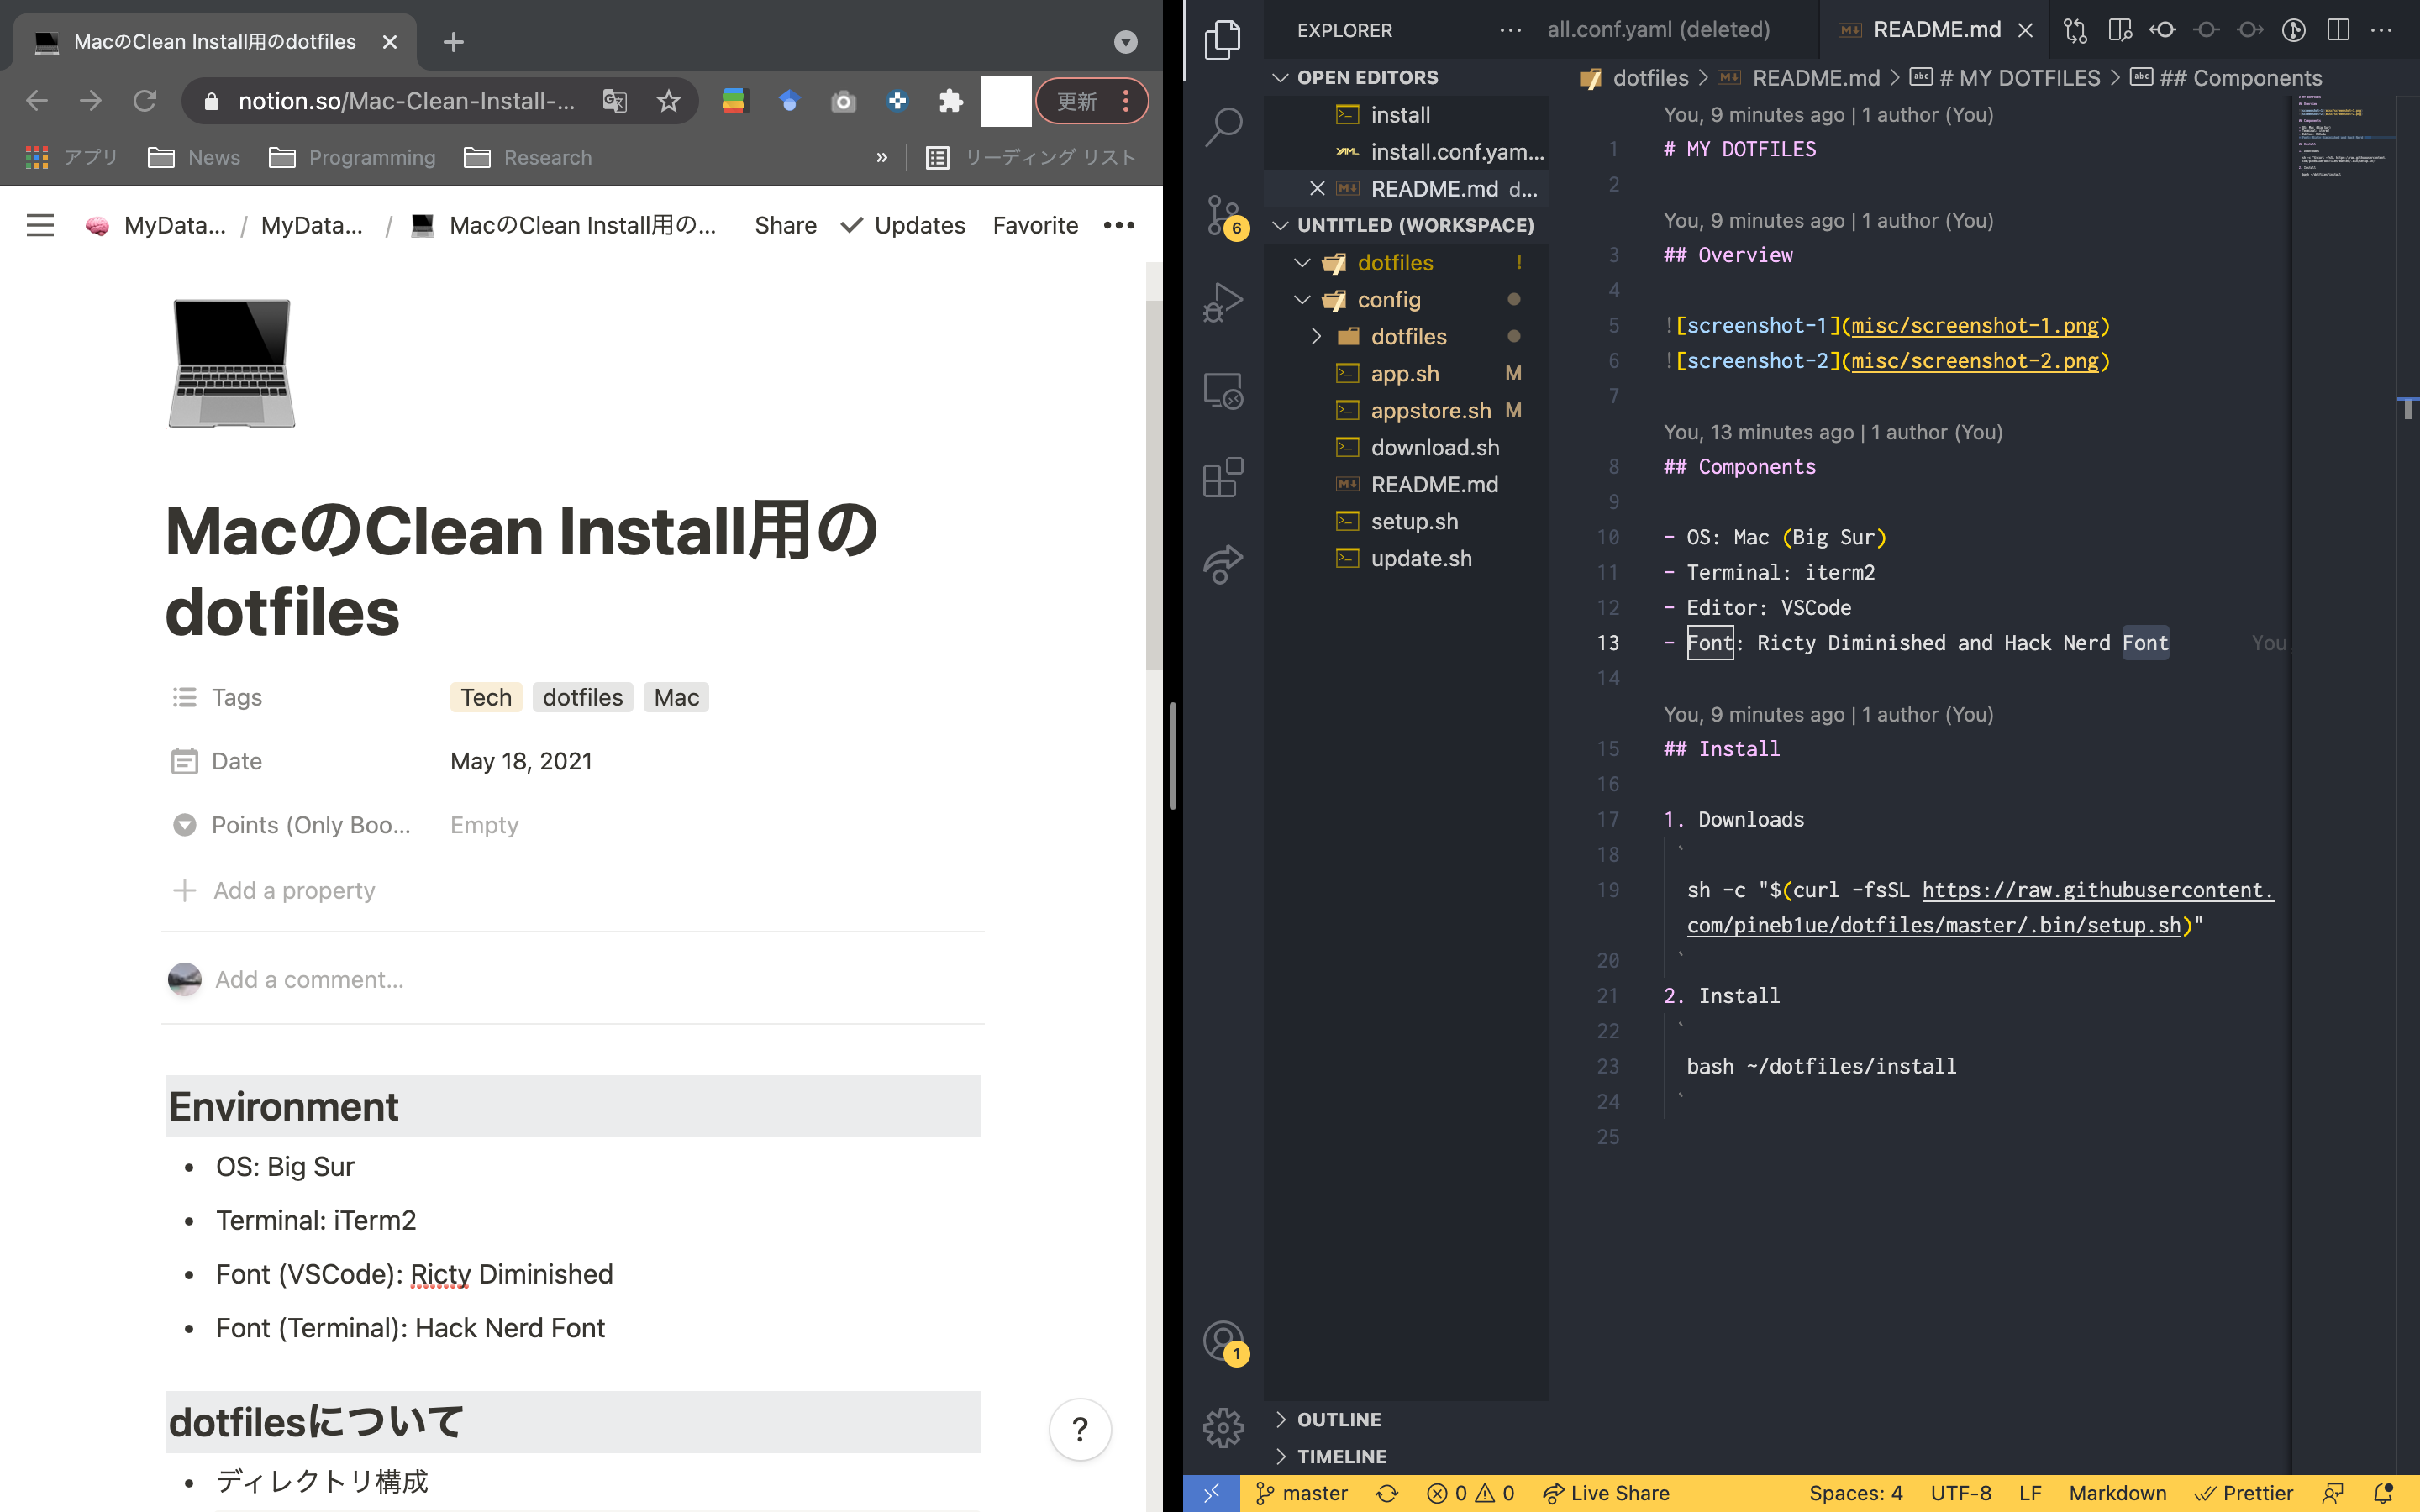 MacのClean Install用のdotfiles
notion.so/Mac-Clean-Install-...
更新
アプリ
News
Programming
Research
»
リーディング リスト
MyData... / MyData... / MacのClean Install用の...
Share
Updates
Favorite
MacのClean Install用の
dotfiles
Tags
Tech dotfiles Mac
Date
May 18, 2021
Points (Only Boo...
Empty
Add a property
Add a comment...
Environment
• OS: Big Sur
• Terminal: iTerm2
• Font (VSCode): Ricty Diminished
• Font (Terminal): Hack Nerd Font
dotfilesについて
• ディレクトリ構成
?
6
1
EXPLORER
OPEN EDITORS
install
install.conf.yam...
README.md d...
UNTITLED (WORKSPACE)
dotfiles !
config
dotfiles
app.sh M
appstore.sh M
download.sh
README.md
setup.sh
update.sh
OUTLINE
TIMELINE
all.conf.yaml (deleted)
README.md
dotfiles > README.md > # MY DOTFILES > ## Components
You, 9 minutes ago | 1 author (You)
1 # MY DOTFILES
2
You, 9 minutes ago | 1 author (You)
3 ## Overview
4
5 ![screenshot-1](misc/screenshot-1.png)
6 ![screenshot-2](misc/screenshot-2.png)
7
You, 13 minutes ago | 1 author (You)
8 ## Components
9
10 - OS: Mac (Big Sur)
11 - Terminal: iterm2
12 - Editor: VSCode
13 - Font: Ricty Diminished and Hack Nerd Font You
14
You, 9 minutes ago | 1 author (You)
15 ## Install
16
17 1. Downloads
18 `
19 sh -c "$(curl -fsSL https://raw.githubusercontent.
com/pineb1ue/dotfiles/master/.bin/setup.sh)"
20 `
21 2. Install
22 `
23 bash ~/dotfiles/install
24 `
25
master
0 0
Live Share
Spaces: 4
UTF-8
LF
Markdown
Prettier